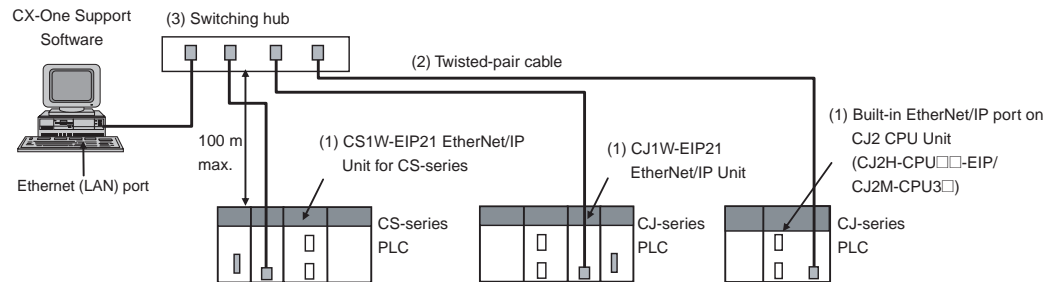 CX-One Support
Software
(3) Switching hub
(2) Twisted-pair cable
100 m
max.
Ethernet (LAN) port
(1) CS1W-EIP21 EtherNet/IP
Unit for CS-series
(1) CJ1W-EIP21
EtherNet/IP Unit
(1) Built-in EtherNet/IP port on
CJ2 CPU Unit
(CJ2H-CPU□□-EIP/
CJ2M-CPU3□)
CS-series
PLC
CJ-series
PLC
CJ-series
PLC